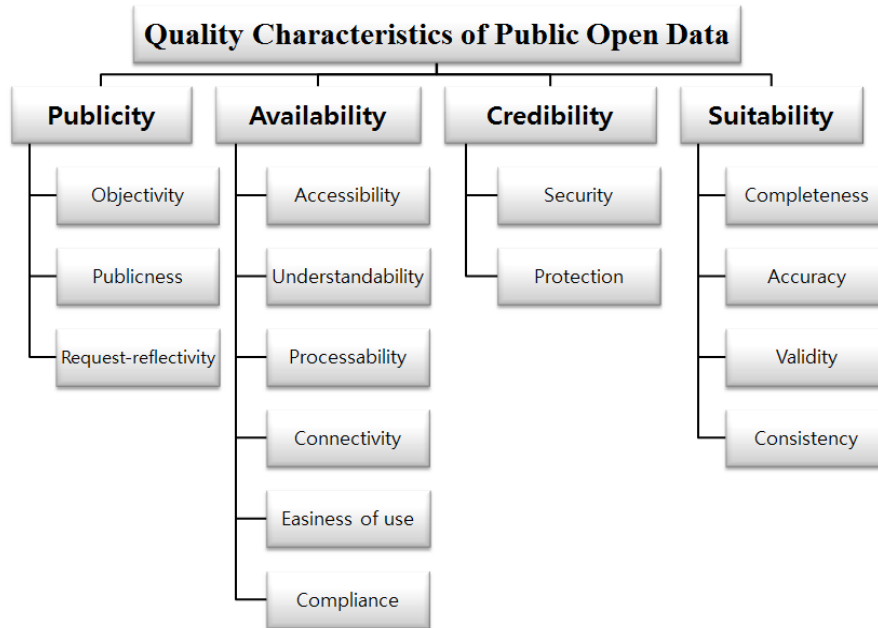 Quality Characteristics of Public Open Data
Publicity
Objectivity
Publicness
Request-reflectivity
Availability
Accessibility
Understandability
Processability
Connectivity
Easiness of use
Compliance
Credibility
Security
Protection
Suitability
Completeness
Accuracy
Validity
Consistency